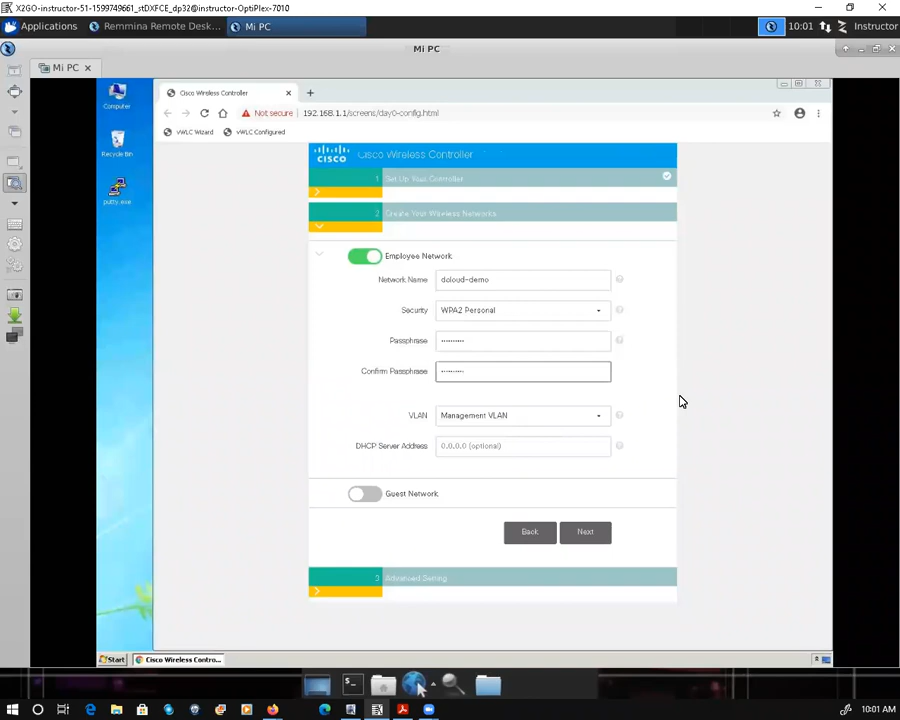 X2GO-instructor-51-1599749661_stDXFCE_dp32@instructor-OptiPlex-7010
Applications
Remmina Remote Desk...
Mi PC
10:01
Instructor
Mi PC
Mi PC
Computer
Recycle Bin
putty.exe
Cisco Wireless Controller
Not secure
192.168.1.1/screens/day0-config.html
vWLC Wizard
vWLC Configured
CISCO
Cisco Wireless Controller
1 Set Up Your Controller
2 Create Your Wireless Networks
Employee Network
Network Name
dcloud-demo
Security
WPA2 Personal
Passphrase
••••••••••
Confirm Passphrase
••••••••••
VLAN
Management VLAN
DHCP Server Address
0.0.0.0 (optional)
Guest Network
Back
Next
3 Advanced Setting
Start
Cisco Wireless Contro...
10:01 AM